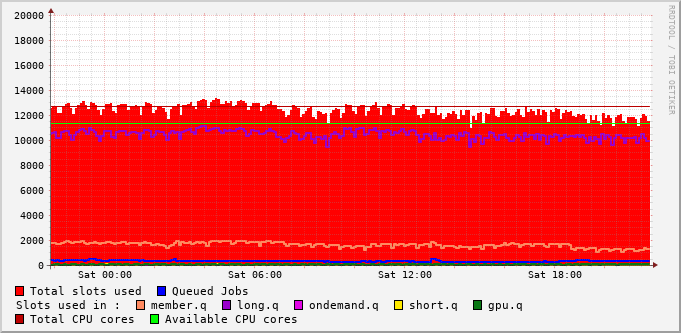 RRDTOOL / TOBI OETIKER
20000
18000
16000
14000
12000
10000
8000
6000
4000
2000
0
Sat 00:00 Sat 06:00 Sat 12:00 Sat 18:00
Total slots used Queued Jobs
Slots used in : member.q long.q ondemand.q short.q gpu.q
Total CPU cores Available CPU cores